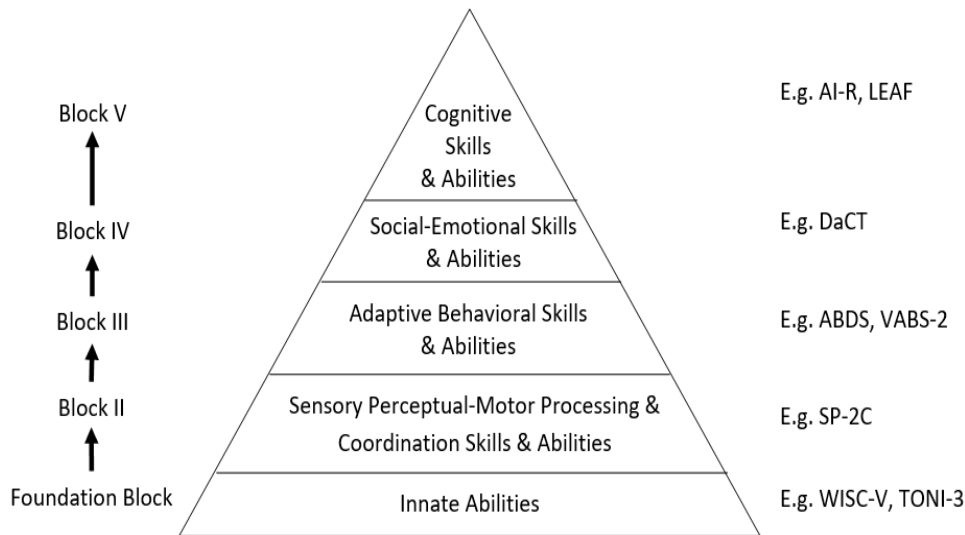 E.g. AI-R, LEAF
Block V
Cognitive
Skills
& Abilities
Block IV
Social-Emotional Skills
& Abilities
E.g. DaCT
Block III
Adaptive Behavioral Skills
& Abilities
E.g. ABDS, VABS-2
Block II
Sensory Perceptual-Motor Processing &
Coordination Skills & Abilities
E.g. SP-2C
Foundation Block
Innate Abilities
E.g. WISC-V, TONI-3